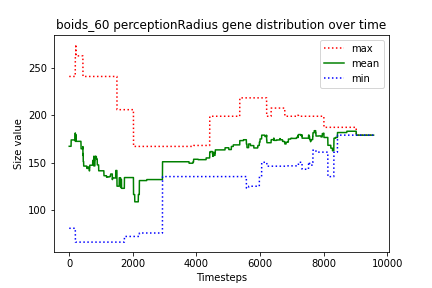 boids_60 perceptionRadius gene distribution over time
max
mean
min
Size value
250
200
150
100
0
2000
4000
6000
8000
10000
Timesteps